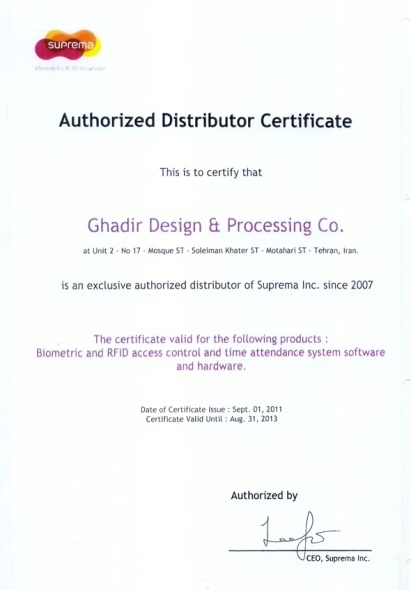 suprema
Biometrics & ID Solutions
Authorized Distributor Certificate
This is to certify that
Ghadir Design & Processing Co.
at Unit 2 - No 17 - Mosque ST - Soleiman Khater ST - Motahari ST - Tehran, Iran.
is an exclusive authorized distributor of Suprema Inc. since 2007
The certificate valid for the following products :
Biometric and RFID access control and time attendance system software
and hardware.
Date of Certificate Issue : Sept. 01, 2011
Certificate Valid Until : Aug. 31, 2013
Authorized by
CEO, Suprema Inc.